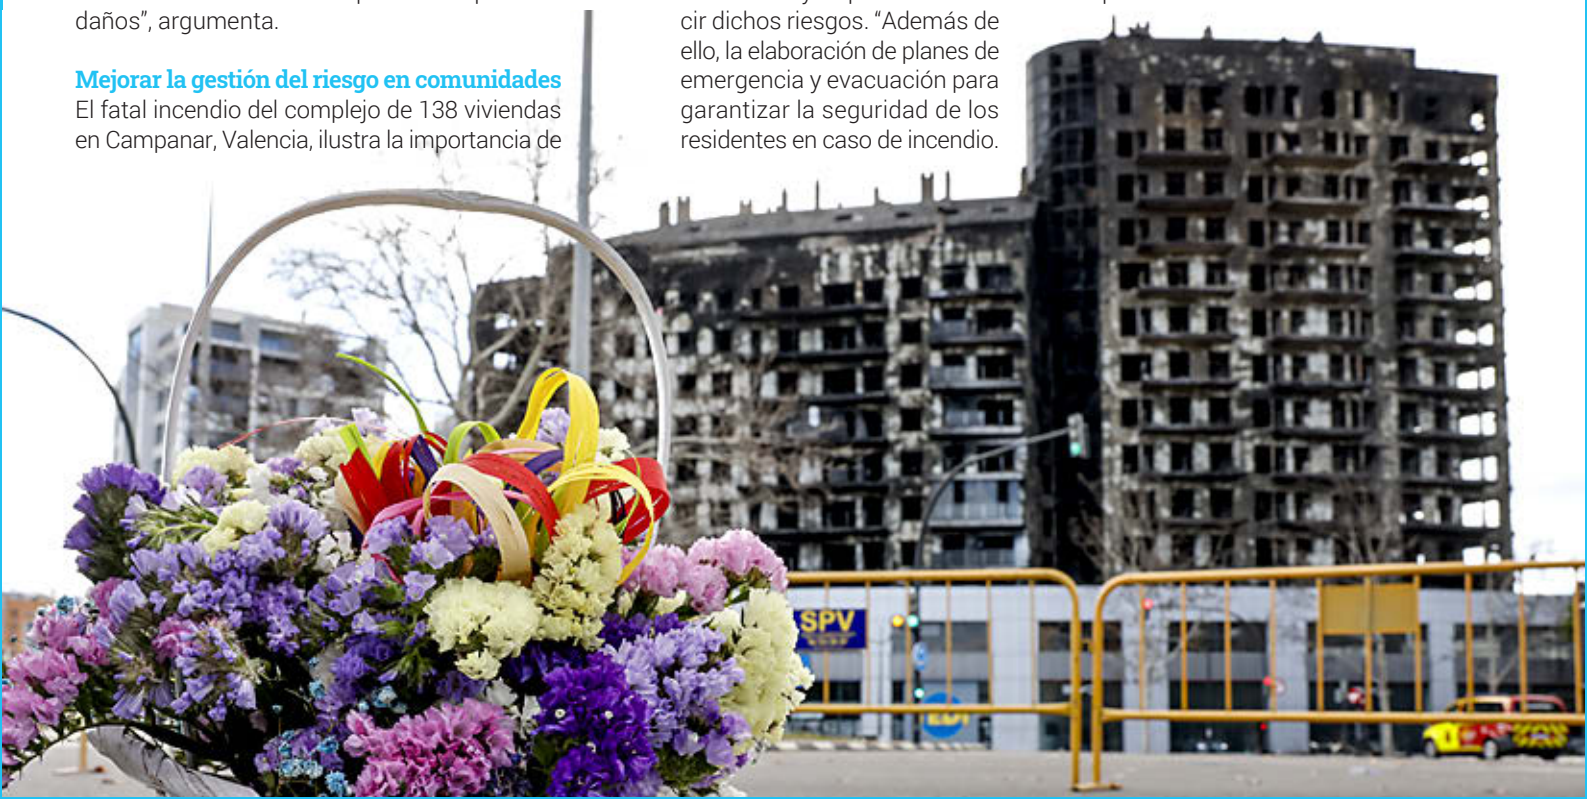 daños”, argumenta.
Mejorar la gestión del riesgo en comunidades
El fatal incendio del complejo de 138 viviendas
en Campanar, Valencia, ilustra la importancia de
cir dichos riesgos. “Además de
ello, la elaboración de planes de
emergencia y evacuación para
garantizar la seguridad de los
residentes en caso de incendio.
SPV